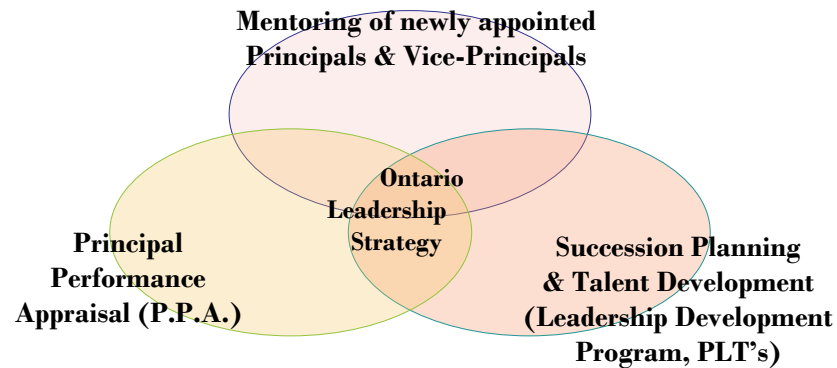 Mentoring of newly appointed
Principals & Vice-Principals
Ontario
Leadership
Strategy
Principal
Performance
Appraisal (P.P.A.)
Succession Planning
& Talent Development
(Leadership Development
Program, PLT's)